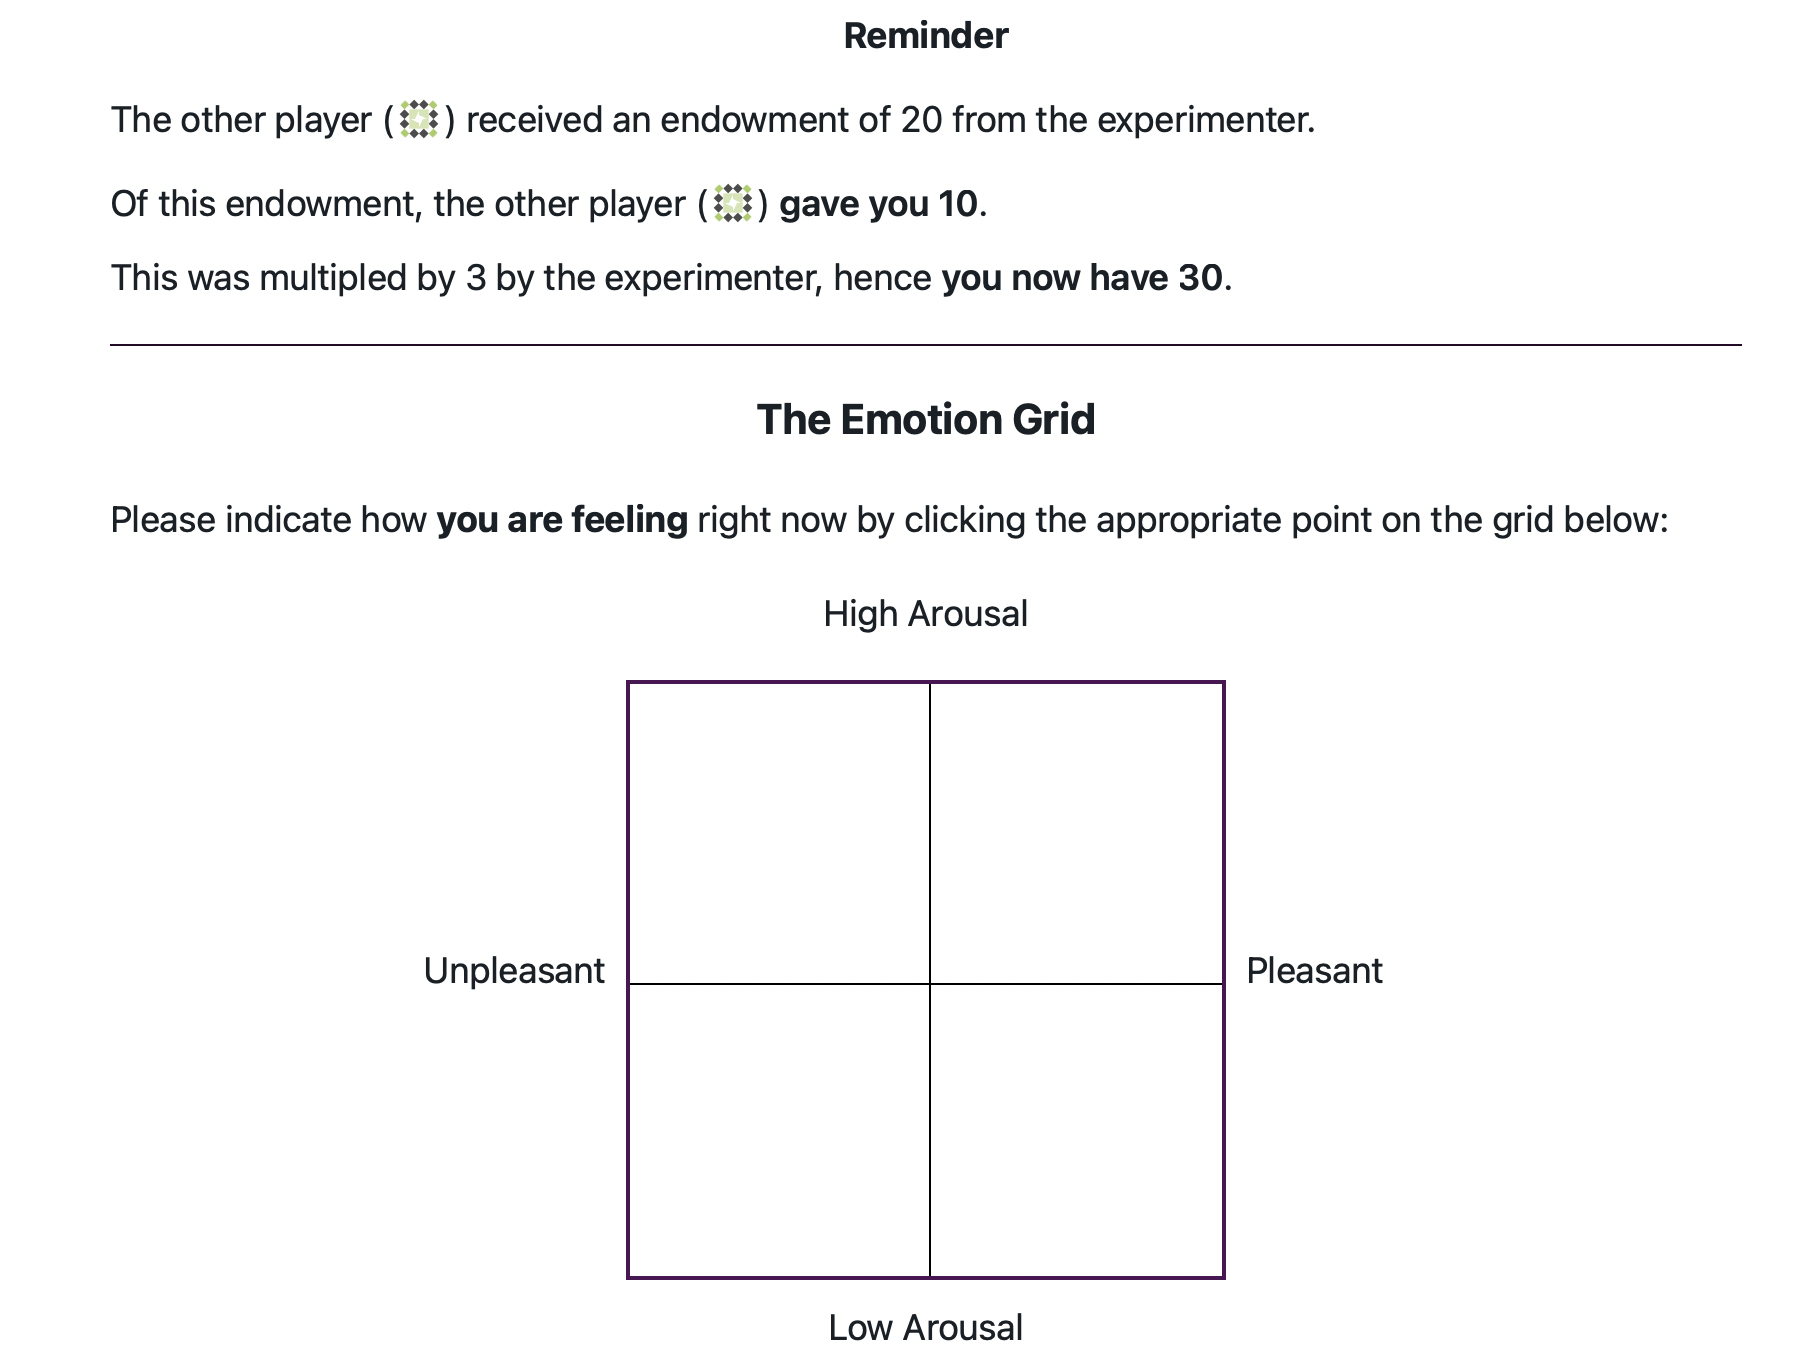 Reminder
The other player ( ) received an endowment of 20 from the experimenter.
Of this endowment, the other player ( ) gave you 10.
This was multipled by 3 by the experimenter, hence you now have 30.
The Emotion Grid
Please indicate how you are feeling right now by clicking the appropriate point on the grid below:
High Arousal
Unpleasant
Pleasant
Low Arousal